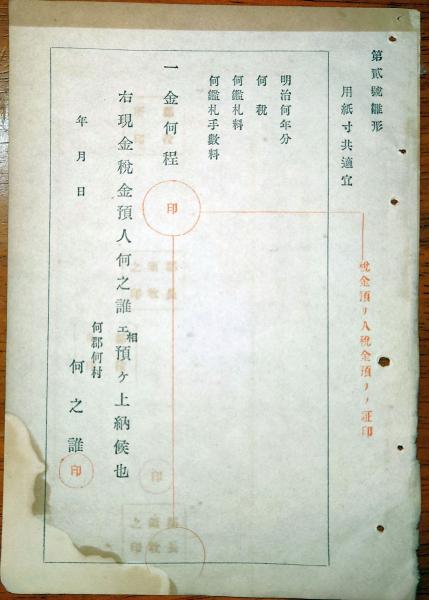 第貳號雛形
用紙寸共適宜
税金預リ人税金預リノ証印
明治何年分
何税
何鑑札料
何鑑札手數料
一金何程
印
右現金税金預人何之誰エ相預ケ上納候也
年月日
何郡何村
何之誰
印